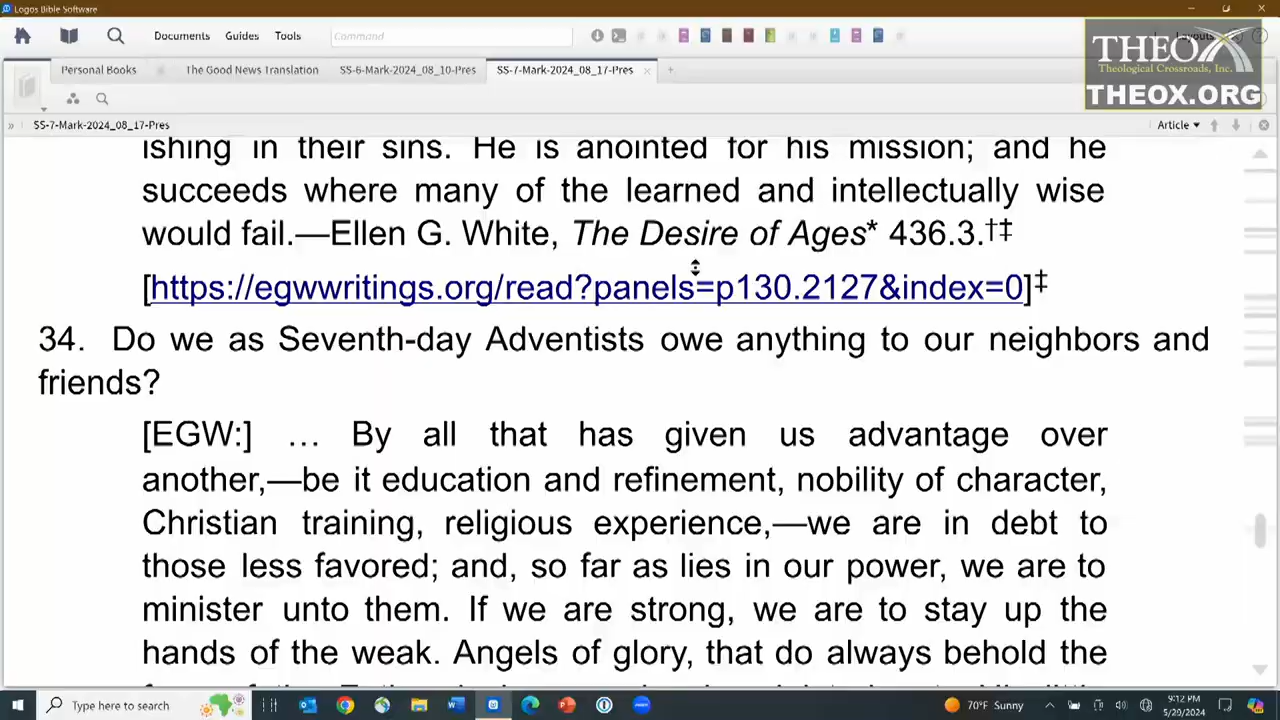 Logos Bible Software
Documents Guides Tools Command
THEOX
Theological Crossroads, Inc.
THEOX.ORG
Personal Books The Good News Translation SS-7-Mark-2024_08_17-Pres
SS-7-Mark-2024_08_17-Pres Article
ishing in their sins. He is anointed for his mission; and he
succeeds where many of the learned and intellectually wise
would fail.—Ellen G. White, The Desire of Ages* 436.3.†‡
[https://egwwritings.org/read?panels=p130.2127&index=0]‡
34. Do we as Seventh-day Adventists owe anything to our neighbors and
friends?
[EGW:] … By all that has given us advantage over
another,—be it education and refinement, nobility of character,
Christian training, religious experience,—we are in debt to
those less favored; and, so far as lies in our power, we are to
minister unto them. If we are strong, we are to stay up the
hands of the weak. Angels of glory, that do always behold the
Type here to search 70°F Sunny 9:12 PM
5/29/2024